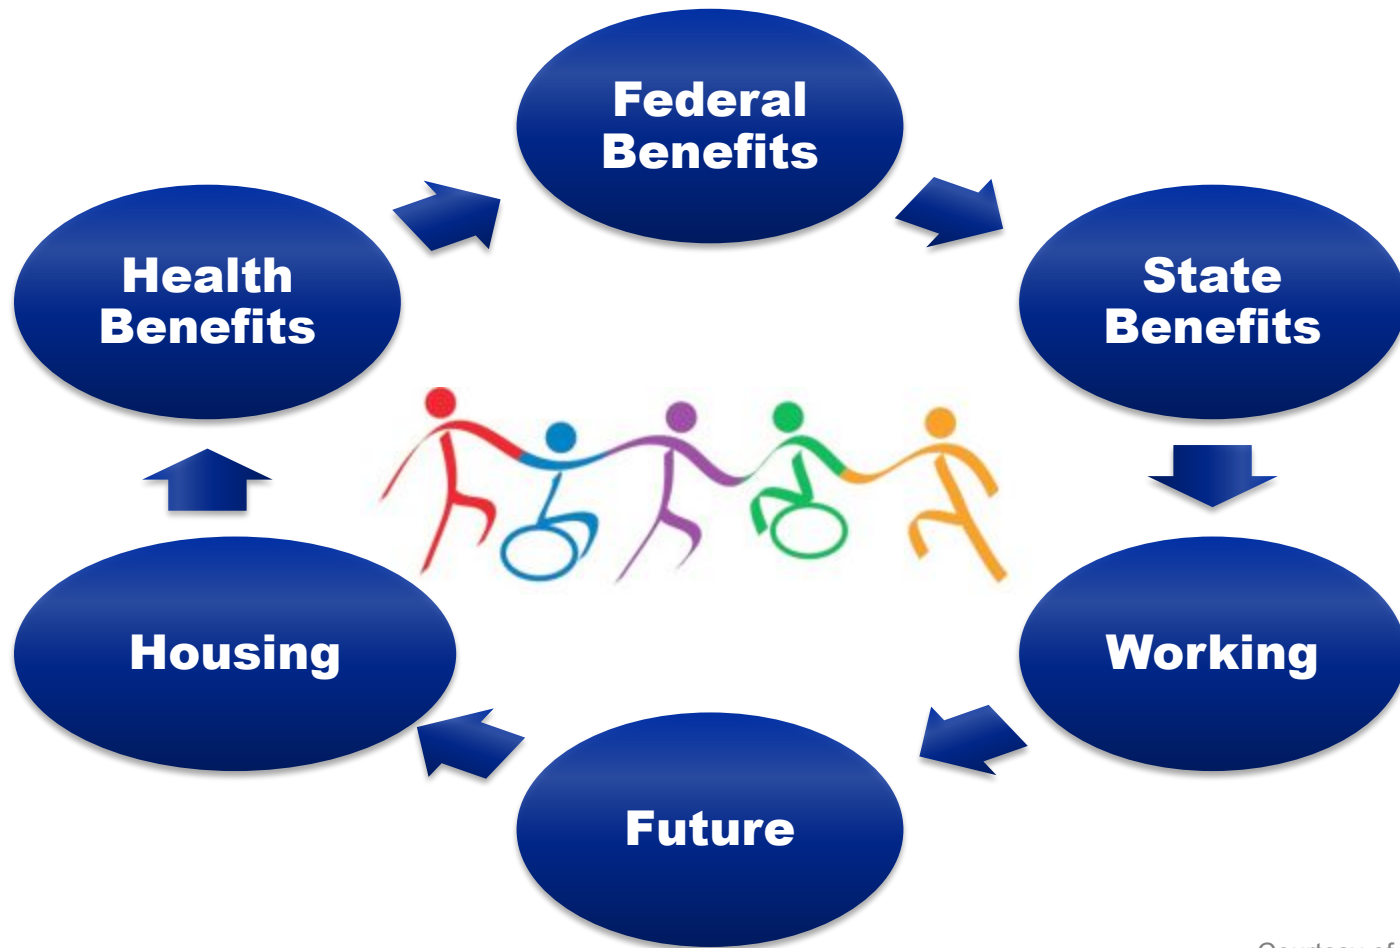 Federal
Benefits
State
Benefits
Working
Future
Housing
Health
Benefits